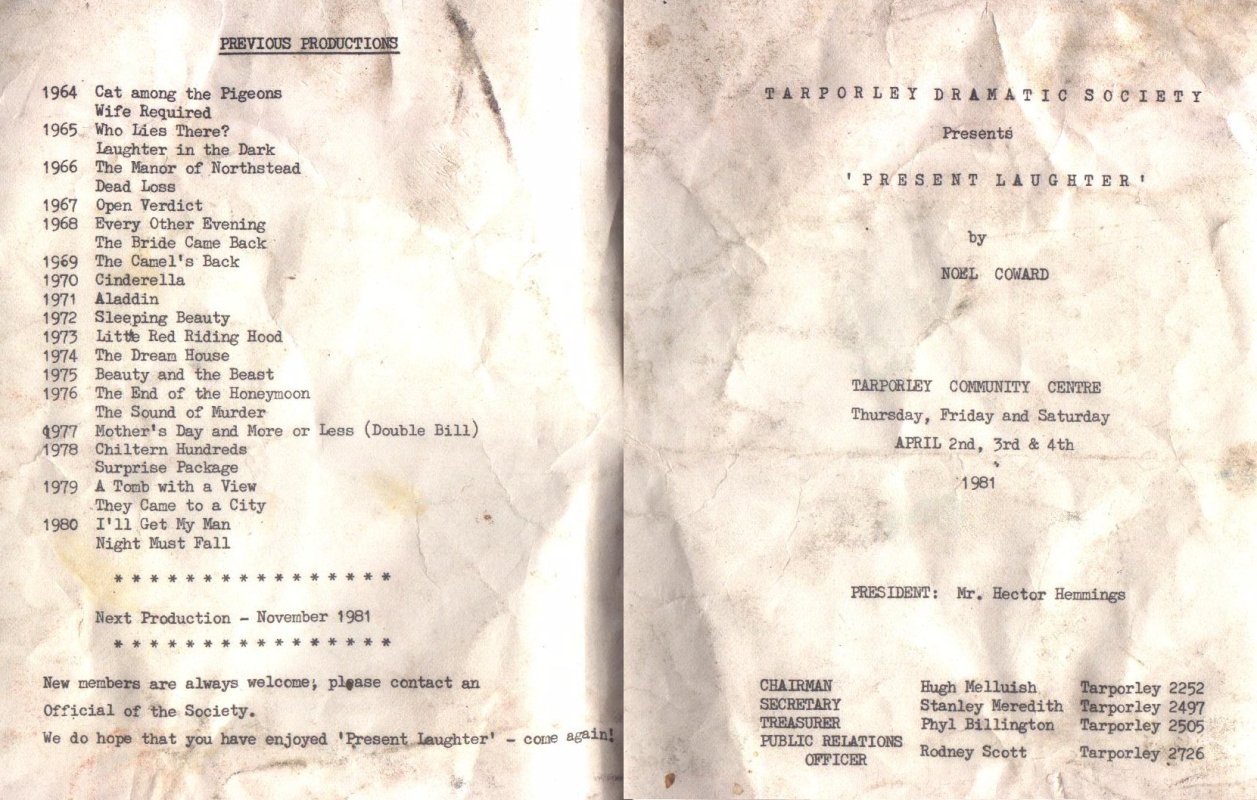 PREVIOUS PRODUCTIONS
1964 Cat among the Pigeons
Wife Required
1965 Who Lies There?
Laughter in the Dark
1966 The Manor of Northstead
Dead Loss
1967 Open Verdict
1968 Every Other Evening
The Bride Came Back
1969 The Camel's Back
1970 Cinderella
1971 Aladdin
1972 Sleeping Beauty
1973 Little Red Riding Hood
1974 The Dream House
1975 Beauty and the Beast
1976 The End of the Honeymoon
The Sound of Murder
1977 Mother's Day and More or Less (Double Bill)
1978 Chiltern Hundreds
Surprise Package
1979 A Tomb with a View
They Came to a City
1980 I'll Get My Man
Night Must Fall
* * * * * * * * * * * * * * * *
Next Production - November 1981
* * * * * * * * * * * * * * * *
New members are always welcome; please contact an
Official of the Society.
We do hope that you have enjoyed 'Present Laughter' - come again!
TARPORLEY DRAMATIC SOCIETY
Presents
'PRESENT LAUGHTER'
by
NOEL COWARD
TARPORLEY COMMUNITY CENTRE
Thursday, Friday and Saturday
APRIL 2nd, 3rd & 4th
1981
PRESIDENT: Mr. Hector Hemmings
CHAIRMAN Hugh Melluish Tarporley 2252
SECRETARY Stanley Meredith Tarporley 2497
TREASURER Phyl Billington Tarporley 2505
PUBLIC RELATIONS
OFFICER Rodney Scott Tarporley 2726